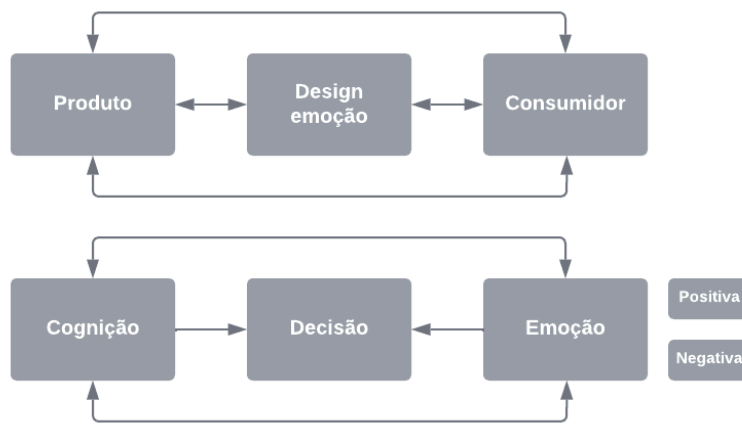 Produto
Design
emoção
Consumidor
Cognição
Decisão
Emoção
Positiva
Negativa